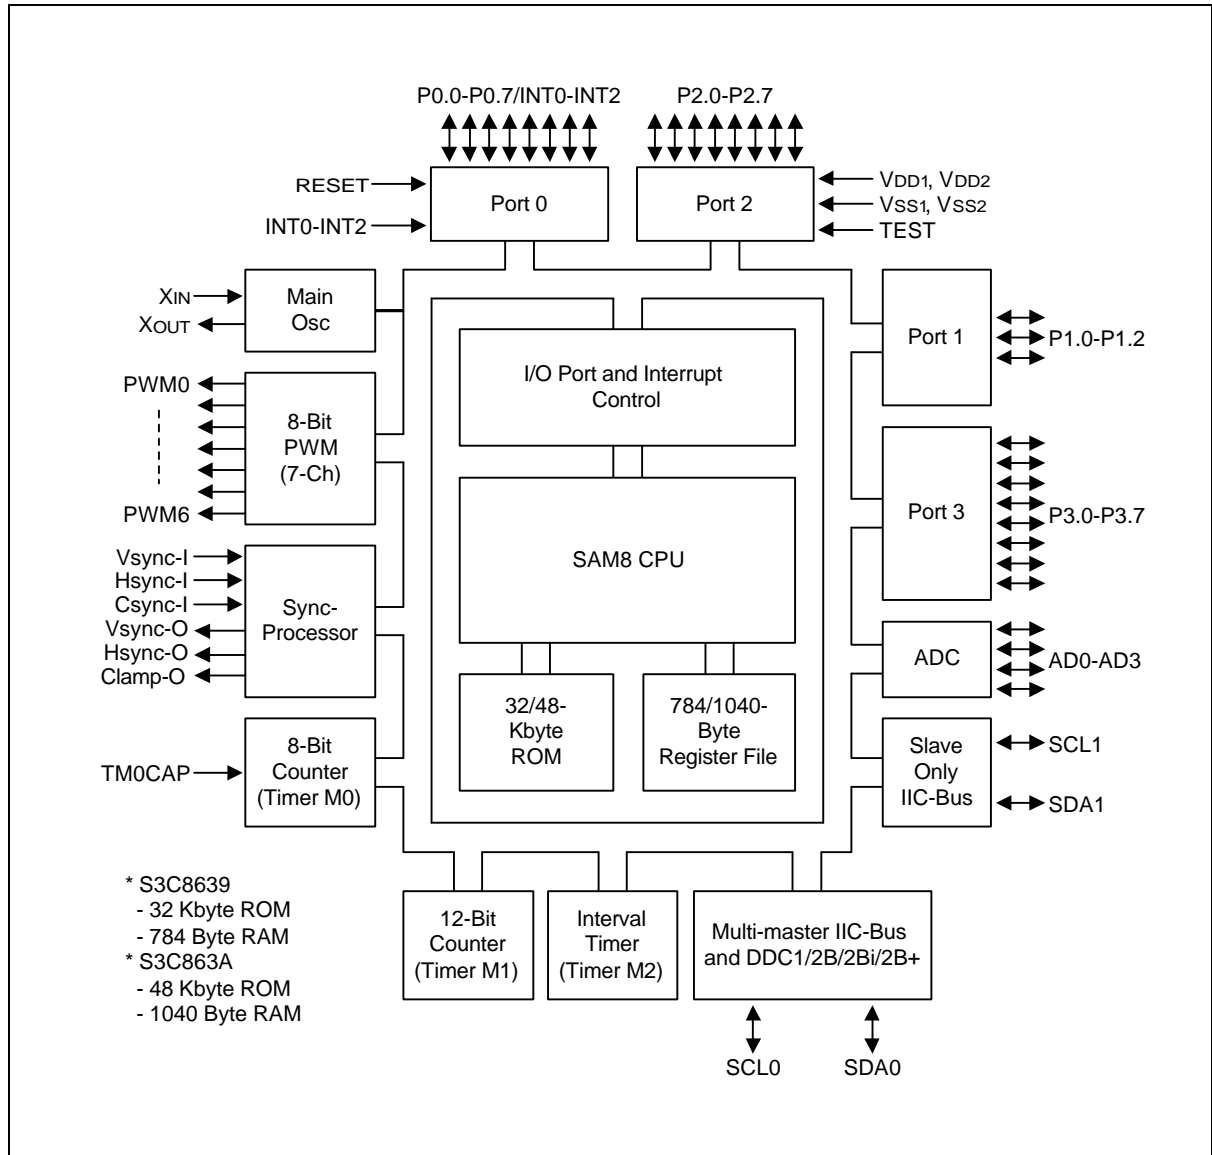 P0.0-P0.7/INT0-INT2
P2.0-P2.7
RESET
INT0-INT2
Port 0
Port 2
VDD1, VDD2
VSS1, VSS2
TEST
XIN
XOUT
Main
Osc
Port 1
P1.0-P1.2
I/O Port and Interrupt
Control
PWM0
PWM6
8-Bit
PWM
(7-Ch)
Port 3
P3.0-P3.7
SAM8 CPU
Vsync-I
Hsync-I
Csync-I
Vsync-O
Hsync-O
Clamp-O
Sync-
Processor
ADC
AD0-AD3
32/48-
Kbyte
ROM
784/1040-
Byte
Register File
TM0CAP
8-Bit
Counter
(Timer M0)
Slave
Only
IIC-Bus
SCL1
SDA1
* S3C8639
- 32 Kbyte ROM
- 784 Byte RAM
* S3C863A
- 48 Kbyte ROM
- 1040 Byte RAM
12-Bit
Counter
(Timer M1)
Interval
Timer
(Timer M2)
Multi-master IIC-Bus
and DDC1/2B/2Bi/2B+
SCL0
SDA0